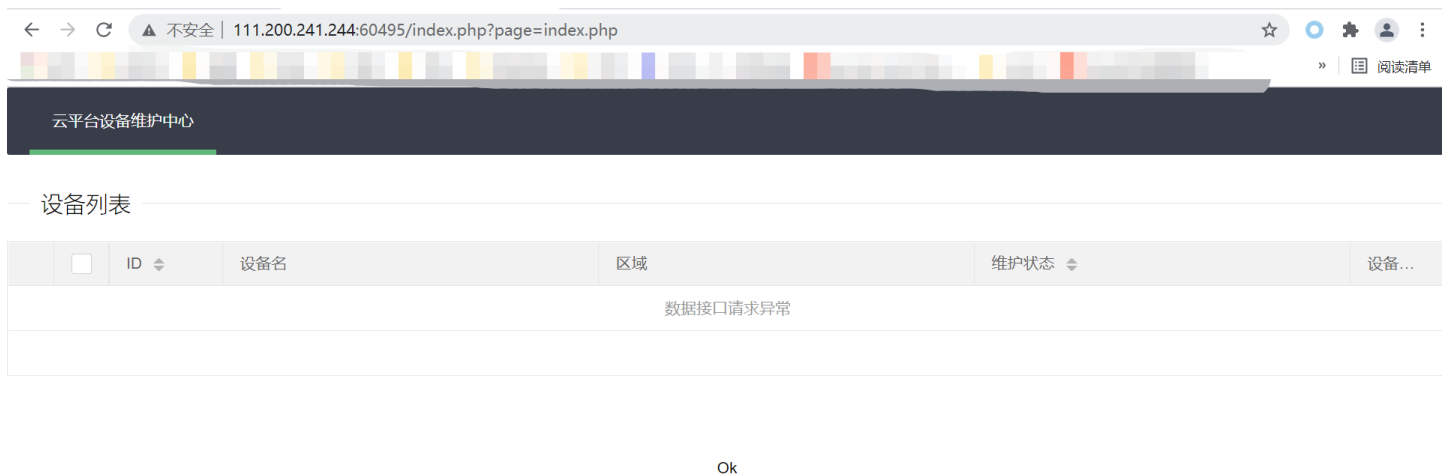 不安全 | 111.200.241.244:60495/index.php?page=index.php
» 阅读清单
云平台设备维护中心
设备列表
ID 设备名 区域 维护状态 设备...
数据接口请求异常
Ok